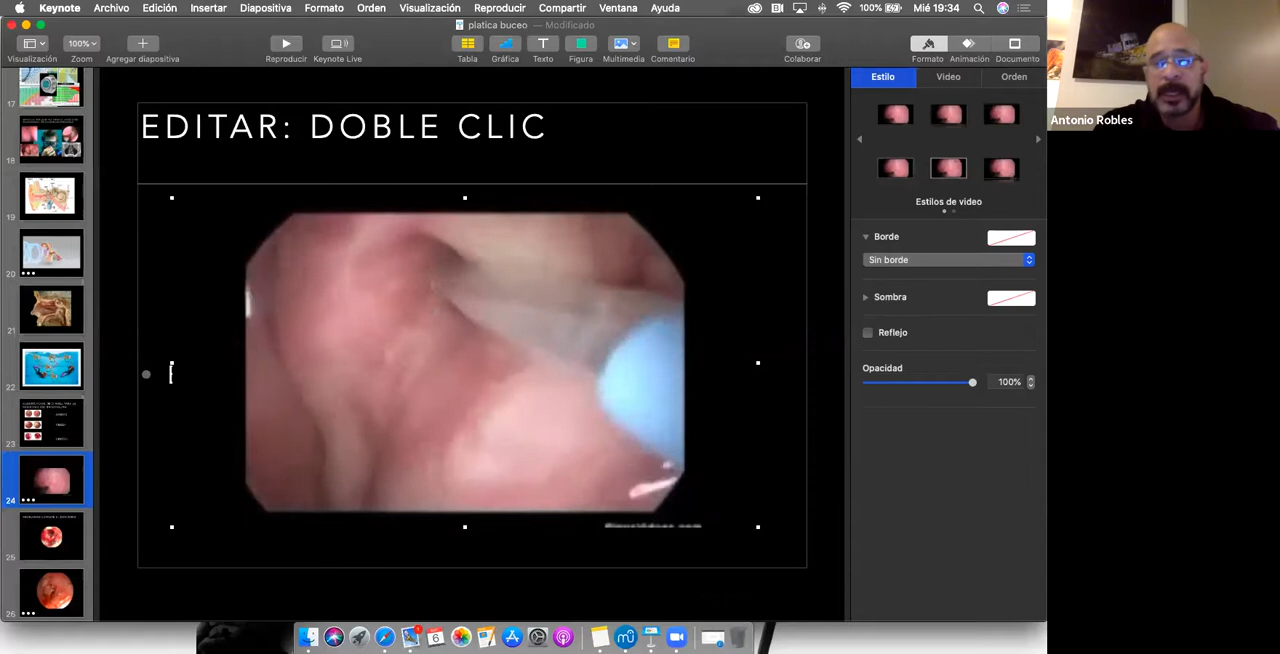 Keynote Archivo Edición Insertar Diapositiva Formato Orden Visualización Reproducir Compartir Ventana Ayuda 100% Mié 19:34
platica buceo — Modificado
100%
Visualización Zoom Agregar diapositiva Reproducir Keynote Live Tabla Gráfica Texto Figura Multimedia Comentario Colaborar Formato Animación Documento
Estilo Video Orden
17
18
19
20
21
22
23
24
25
26
EDITAR: DOBLE CLIC
Estilos de video
Borde
Sin borde
Sombra
Reflejo
Opacidad
100%
6
Antonio Robles